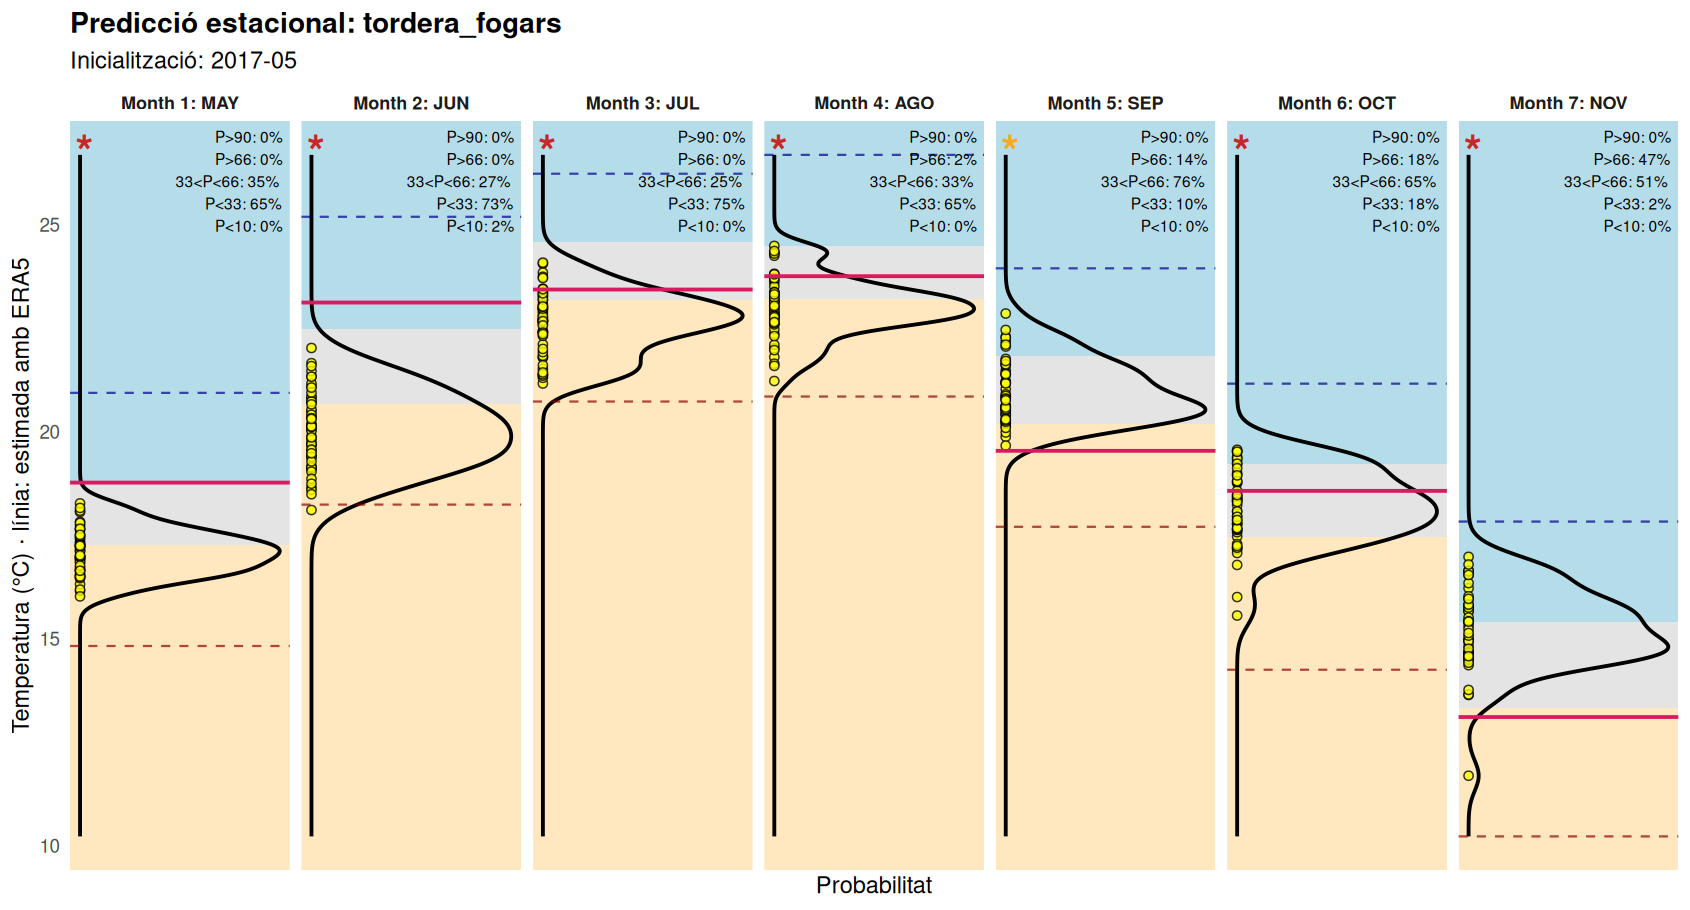 Predicció estacional: tordera_fogars
Inicialització: 2017-05
Month 1: MAY
Month 2: JUN
Month 3: JUL
Month 4: AGO
Month 5: SEP
Month 6: OCT
Month 7: NOV
*
P>90: 0%
P>66: 0%
33<P<66: 35%
P<33: 65%
P<10: 0%
*
P>90: 0%
P>66: 0%
33<P<66: 27%
P<33: 73%
P<10: 2%
*
P>90: 0%
P>66: 0%
33<P<66: 25%
P<33: 75%
P<10: 0%
*
P>90: 0%
P>66: 2%
33<P<66: 33%
P<33: 65%
P<10: 0%
*
P>90: 0%
P>66: 14%
33<P<66: 76%
P<33: 10%
P<10: 0%
*
P>90: 0%
P>66: 18%
33<P<66: 65%
P<33: 18%
P<10: 0%
*
P>90: 0%
P>66: 47%
33<P<66: 51%
P<33: 2%
P<10: 0%
25
20
15
10
Temperatura (°C) · línia: estimada amb ERA5
Probabilitat